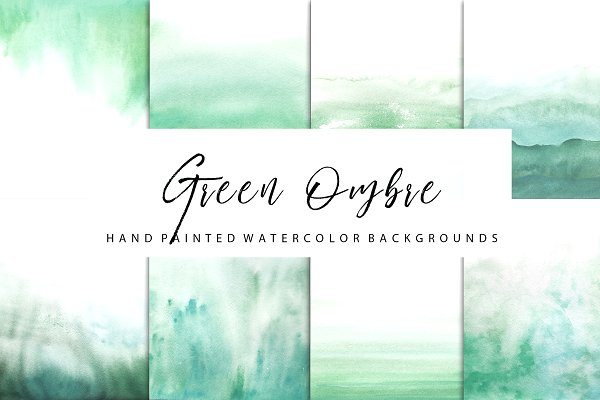 Green Ombre
HAND PAINTED WATERCOLOR BACKGROUNDS